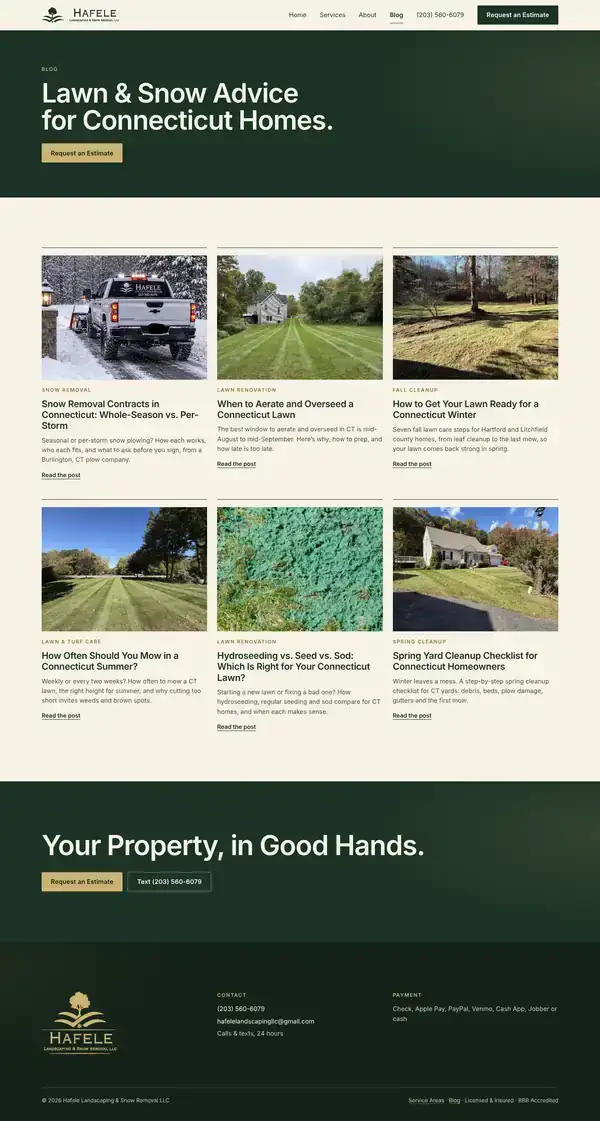 HAFELE
LANDSCAPING & SNOW REMOVAL, LLC
Home Services About Blog (203) 560-6079 Request an Estimate
BLOG
Lawn & Snow Advice
for Connecticut Homes.
Request an Estimate
HAFELE
SNOW REMOVAL
Snow Removal Contracts in
Connecticut: Whole-Season vs. Per-
Storm
Seasonal or per-storm snow plowing? How each works,
who each fits, and what to ask before you sign, from a
Burlington, CT plow company.
Read the post
LAWN RENOVATION
When to Aerate and Overseed a
Connecticut Lawn
The best window to aerate and overseed in CT is mid-
August to mid-September. Here's why, how to prep, and
how late is too late.
Read the post
FALL CLEANUP
How to Get Your Lawn Ready for a
Connecticut Winter
Seven fall lawn care steps for Hartford and Litchfield
county homes, from leaf cleanup to the last mow, so
your lawn comes back strong in spring.
Read the post
LAWN & TURF CARE
How Often Should You Mow in a
Connecticut Summer?
Weekly or every two weeks? How often to mow a CT
lawn, the right height for summer, and why cutting too
short invites weeds and brown spots.
Read the post
LAWN RENOVATION
Hydroseeding vs. Seed vs. Sod:
Which Is Right for Your Connecticut
Lawn?
Starting a new lawn or fixing a bad one? How
hydroseeding, regular seeding and sod compare for CT
homes, and when each makes sense.
Read the post
SPRING CLEANUP
Spring Yard Cleanup Checklist for
Connecticut Homeowners
Winter leaves a mess. A step-by-step spring cleanup
checklist for CT yards: debris, beds, plow damage,
gutters and the first mow.
Read the post
Your Property, in Good Hands.
Request an Estimate
Text (203) 560-6079
HAFELE
LANDSCAPING & SNOW REMOVAL, LLC
CONTACT
(203) 560-6079
hafelelandscapingllc@gmail.com
Calls & texts, 24 hours
PAYMENT
Check, Apple Pay, PayPal, Venmo, Cash App, Jobber or
cash
© 2026 Hafele Landscaping & Snow Removal LLC
Service Areas · Blog · Licensed & Insured · BBB Accredited